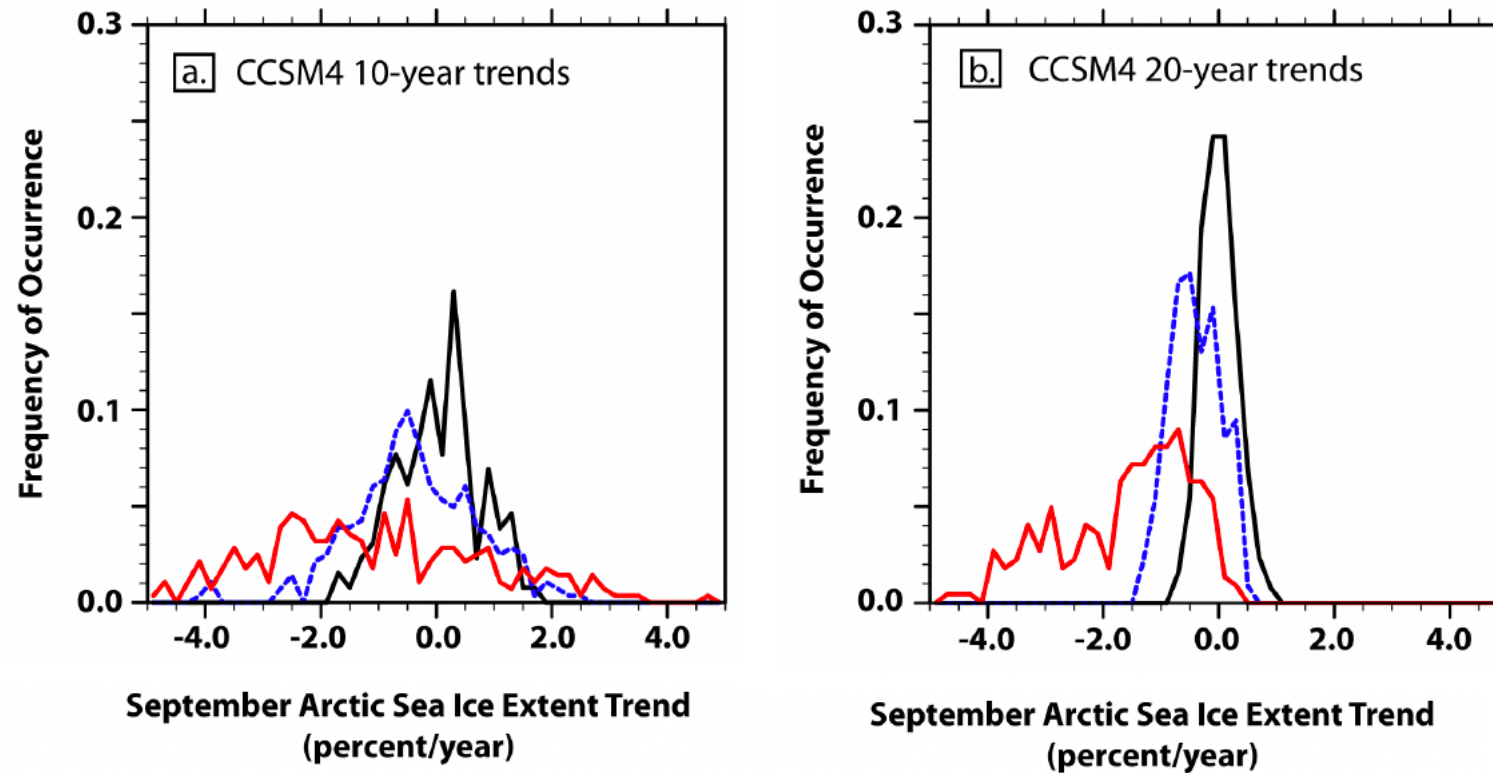 a. CCSM4 10-year trends
Frequency of Occurrence
0.3
0.2
0.1
0.0
-4.0 -2.0 0.0 2.0 4.0
September Arctic Sea Ice Extent Trend
(percent/year)
b. CCSM4 20-year trends
Frequency of Occurrence
0.3
0.2
0.1
0.0
-4.0 -2.0 0.0 2.0 4.0
September Arctic Sea Ice Extent Trend
(percent/year)